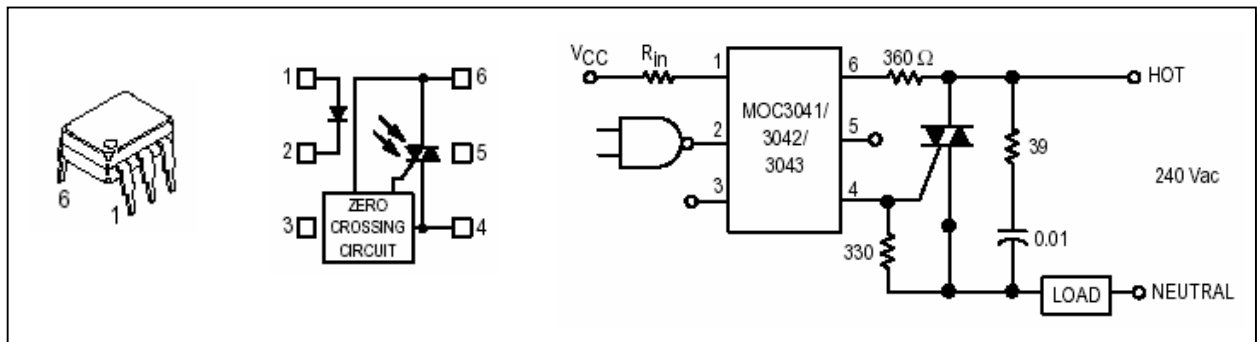 6
1
1
2
3
6
5
4
ZERO
CROSSING
CIRCUIT
VCC
Rin
1
2
3
MOC3041/
3042/
3043
6
5
4
360 Ω
330
39
0.01
HOT
240 Vac
LOAD
NEUTRAL